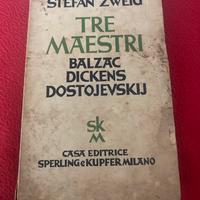 STEFAN ZWEIG
TRE
MAESTRI
BALZAC
DICKENS
DOSTOJEVSKIJ
SK
M
CASA EDITRICE
SPERLING & KUPFER MILANO